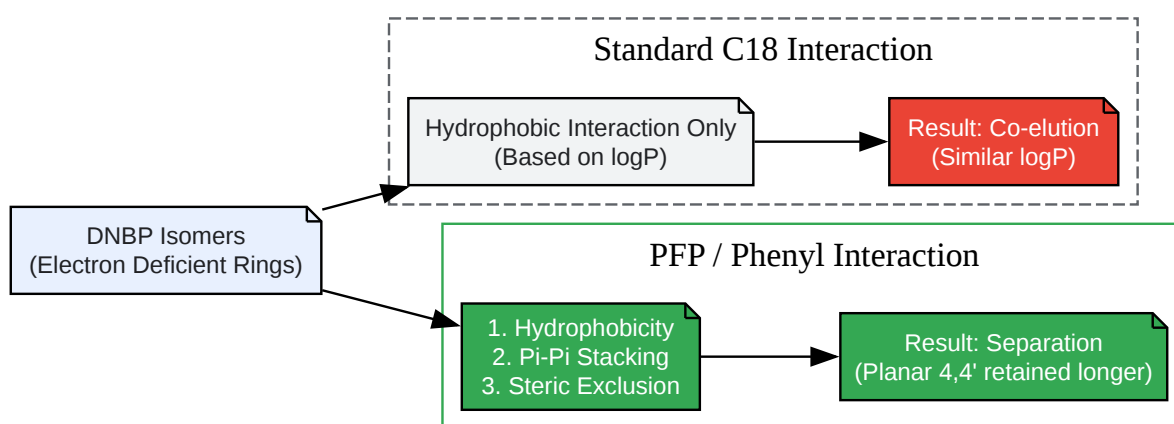 Standard C18 Interaction
Hydrophobic Interaction Only
(Based on logP)
Result: Co-elution
(Similar logP)
DNBP Isomers
(Electron Deficient Rings)
PFP / Phenyl Interaction
1. Hydrophobicity
2. Pi-Pi Stacking
3. Steric Exclusion
Result: Separation
(Planar 4,4' retained longer)